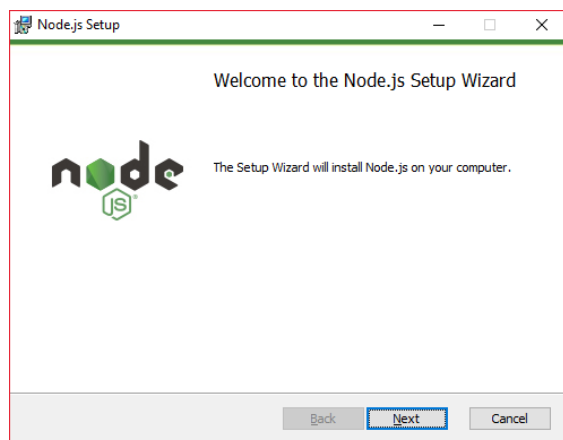 Node.js Setup
Welcome to the Node.js Setup Wizard
node
JS
The Setup Wizard will install Node.js on your computer.
Back
Next
Cancel